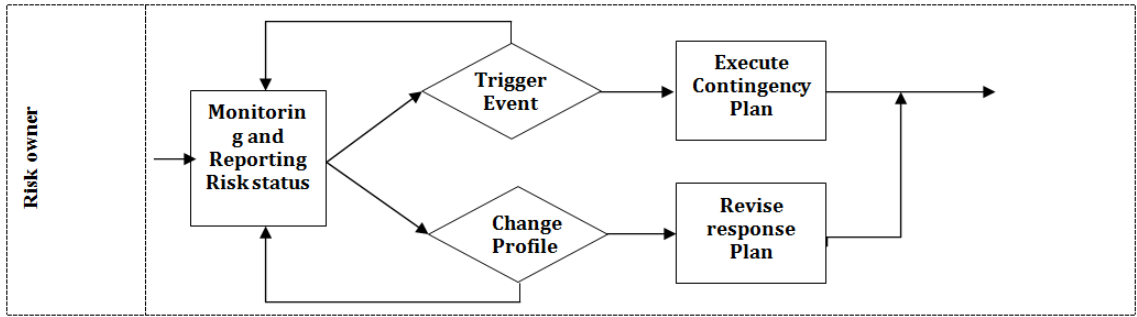 Risk owner
Monitorin
g and
Reporting
Risk status
Trigger
Event
Execute
Contingency
Plan
Change
Profile
Revise
response
Plan